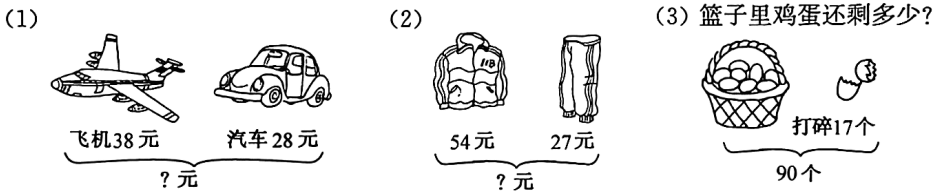 (1)
飞机38元 汽车28元
？元
(2)
54元 27元
？元
(3) 篮子里鸡蛋还剩多少？
打碎17个
90个